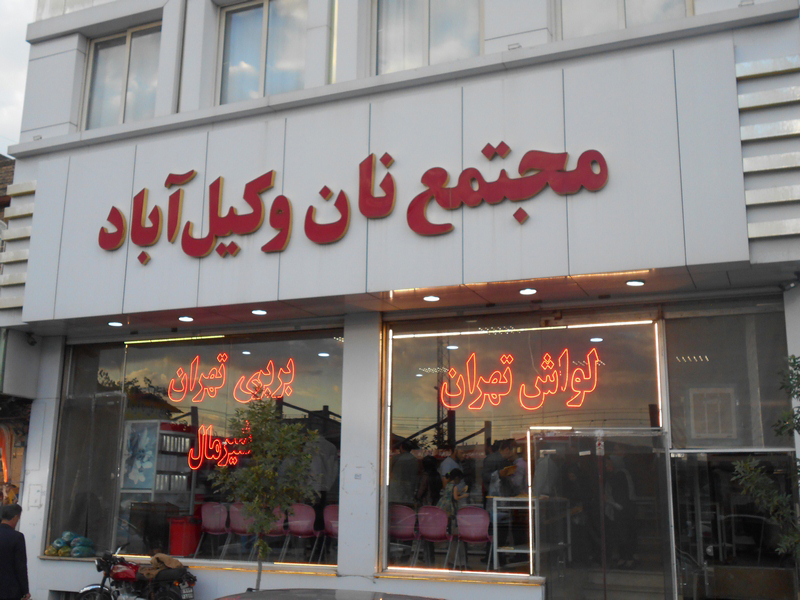 مجتمع نان وکیل آباد
لواش تهران
بربری تهران
شیرمال